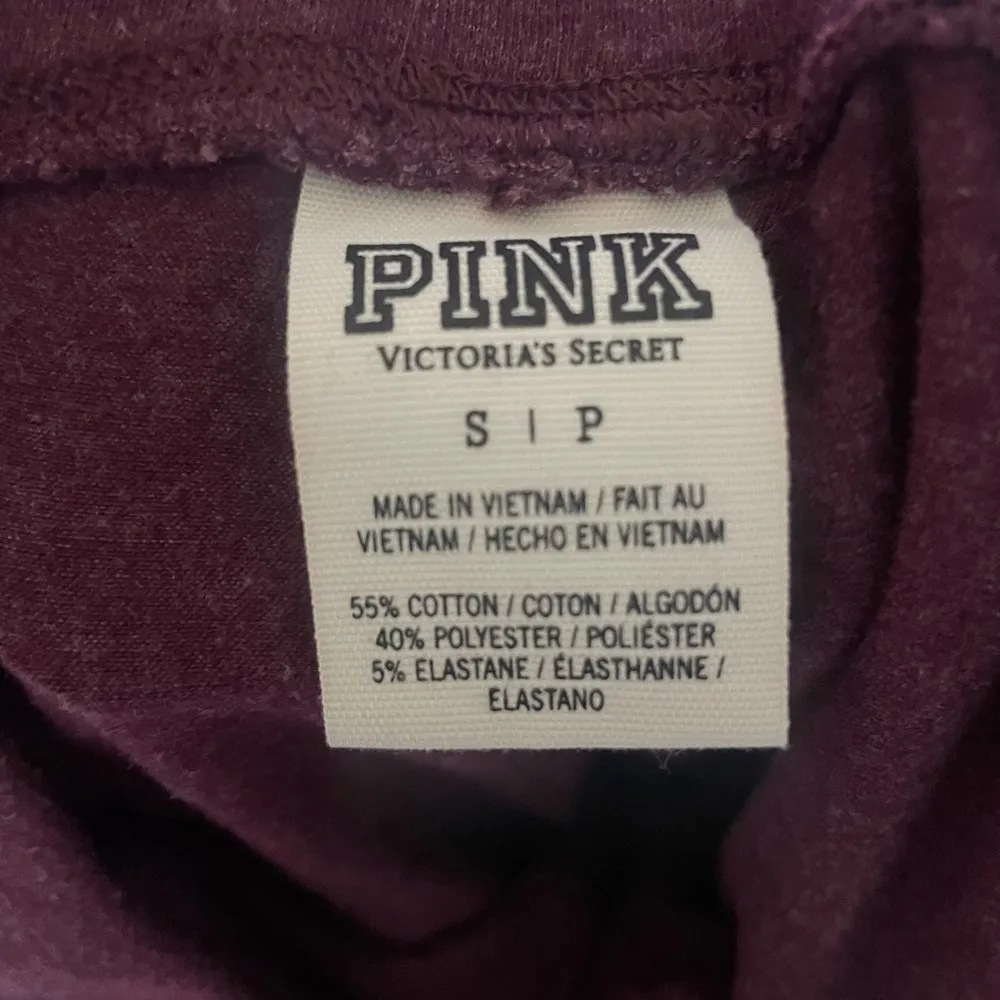 PINK
VICTORIA'S SECRET
S | P
MADE IN VIETNAM / FAIT AU
VIETNAM / HECHO EN VIETNAM
55% COTTON / COTON / ALGODÓN
40% POLYESTER / POLIÉSTER
5% ELASTANE / ÉLASTHANNE /
ELASTANO